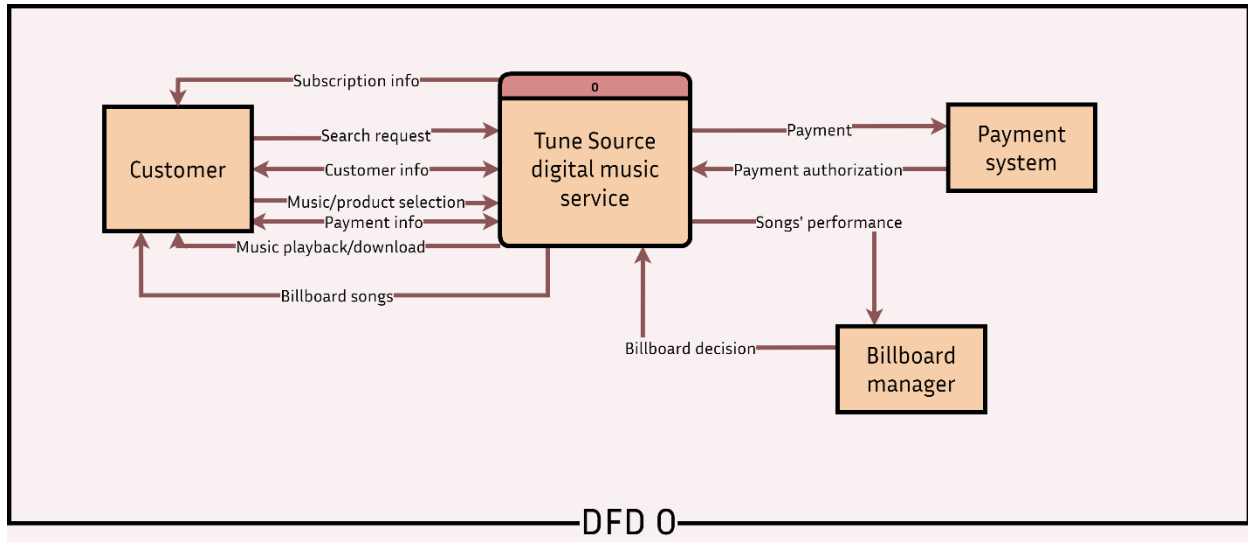 Subscription info
0
Search request
Customer
Customer info
Music/product selection
Payment info
Music playback/download
Billboard songs
Tune Source
digital music
service
Payment
Payment authorization
Payment
system
Songs' performance
Billboard decision
Billboard
manager
DFD 0